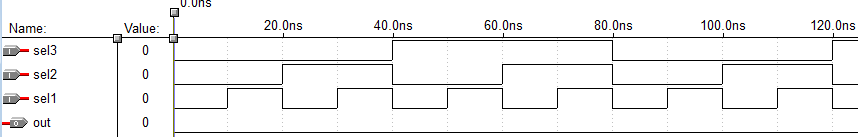 0.0ns
Name: Value: 20.0ns 40.0ns 60.0ns 80.0ns 100.0ns 120.0ns
I sel3 0
I sel2 0
I sel1 0
O out 0